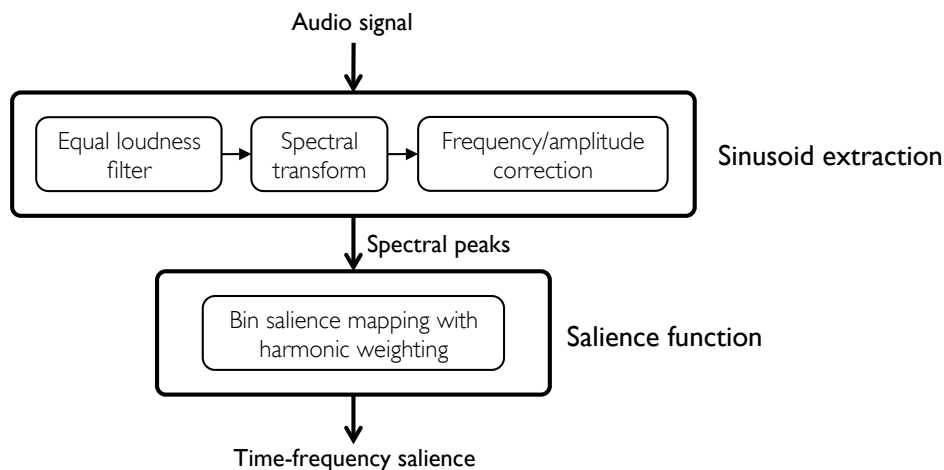 Audio signal
Equal loudness
filter
Spectral
transform
Frequency/amplitude
correction
Sinusoid extraction
Spectral peaks
Bin salience mapping with
harmonic weighting
Salience function
Time-frequency salience